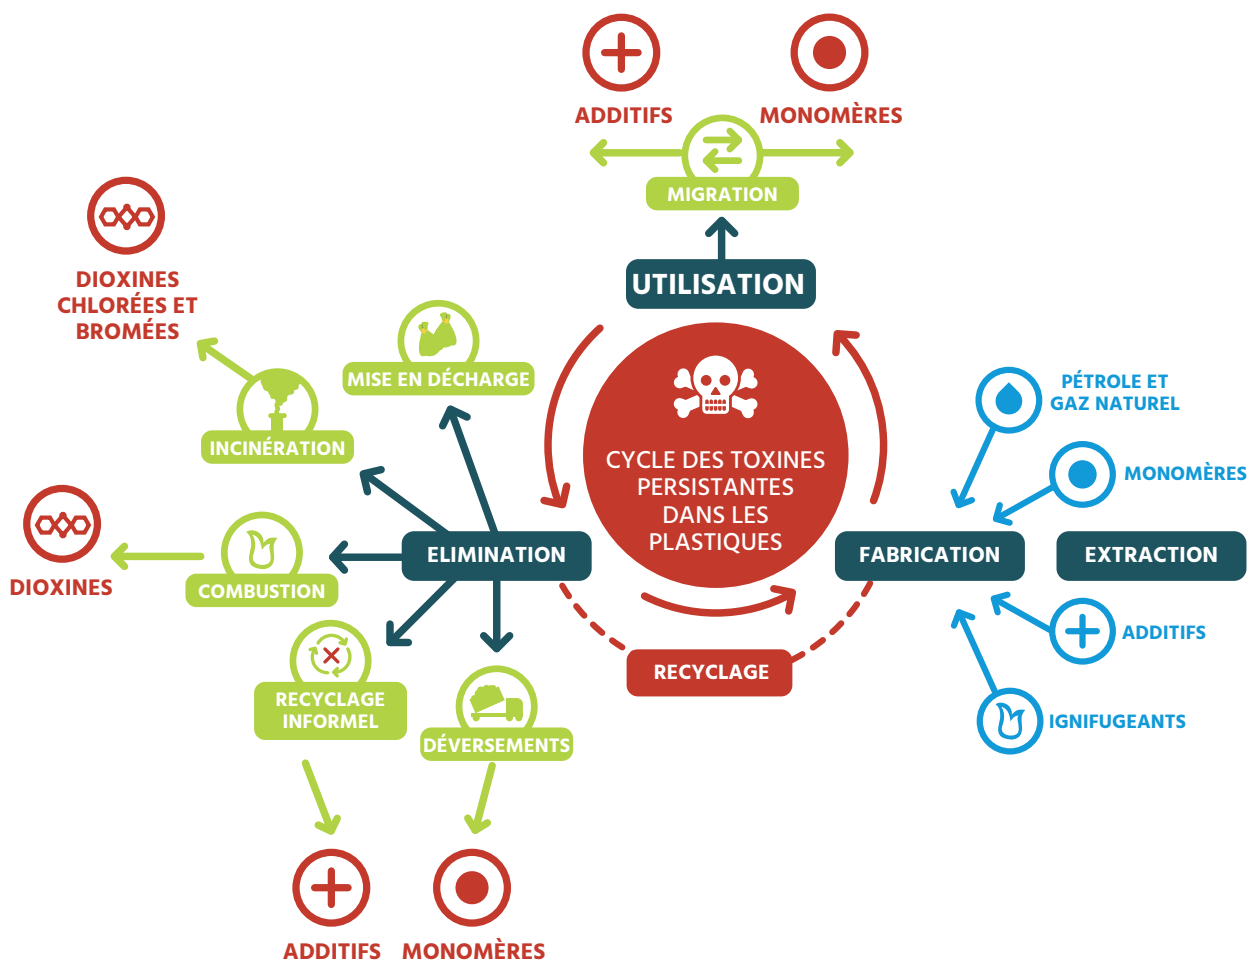 ADDITIFS
MONOMÈRES
MIGRATION
UTILISATION
DIOXINES
CHLORÉES ET
BROMÉES
MISE EN DÉCHARGE
INCINÉRATION
CYCLE DES TOXINES
PERSISTANTES
DANS LES
PLASTIQUES
PÉTROLE ET
GAZ NATUREL
MONOMÈRES
DIOXINES
COMBUSTION
ELIMINATION
FABRICATION
EXTRACTION
ADDITIFS
RECYCLAGE
IGNIFUGEANTS
RECYCLAGE
INFORMEL
DÉVERSEMENTS
ADDITIFS
MONOMÈRES